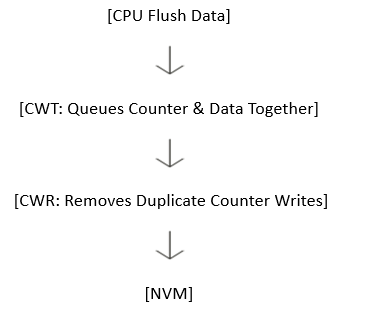 [CPU Flush Data]
[CWT: Queues Counter & Data Together]
[CWR: Removes Duplicate Counter Writes]
[NVM]